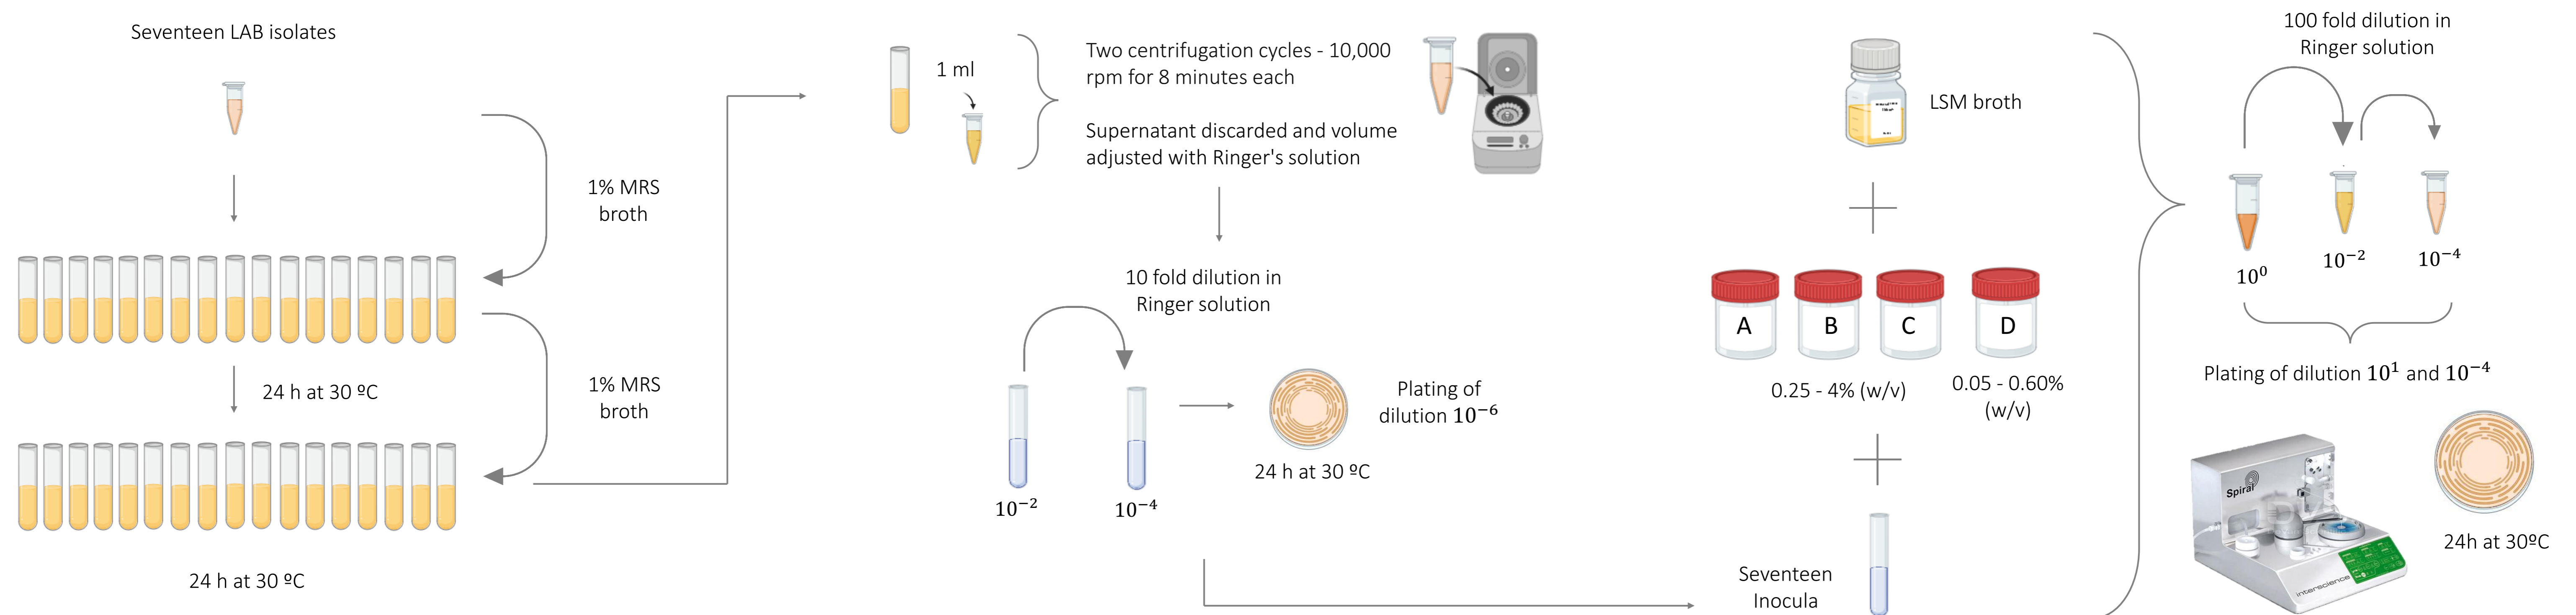 Seventeen LAB isolates
1% MRS
broth
24 h at 30 ºC
1% MRS
broth
24 h at 30 ºC
1 ml
Two centrifugation cycles - 10,000
rpm for 8 minutes each
Supernatant discarded and volume
adjusted with Ringer's solution
10 fold dilution in
Ringer solution
10⁻²
10⁻⁴
Plating of
dilution 10⁻⁶
24 h at 30 ºC
LSM broth
A
B
C
D
0.25 - 4% (w/v)
0.05 - 0.60%
(w/v)
Seventeen
Inocula
100 fold dilution in
Ringer solution
10⁰
10⁻²
10⁻⁴
Plating of dilution 10¹ and 10⁻⁴
Spiral
interscience
24h at 30ºC